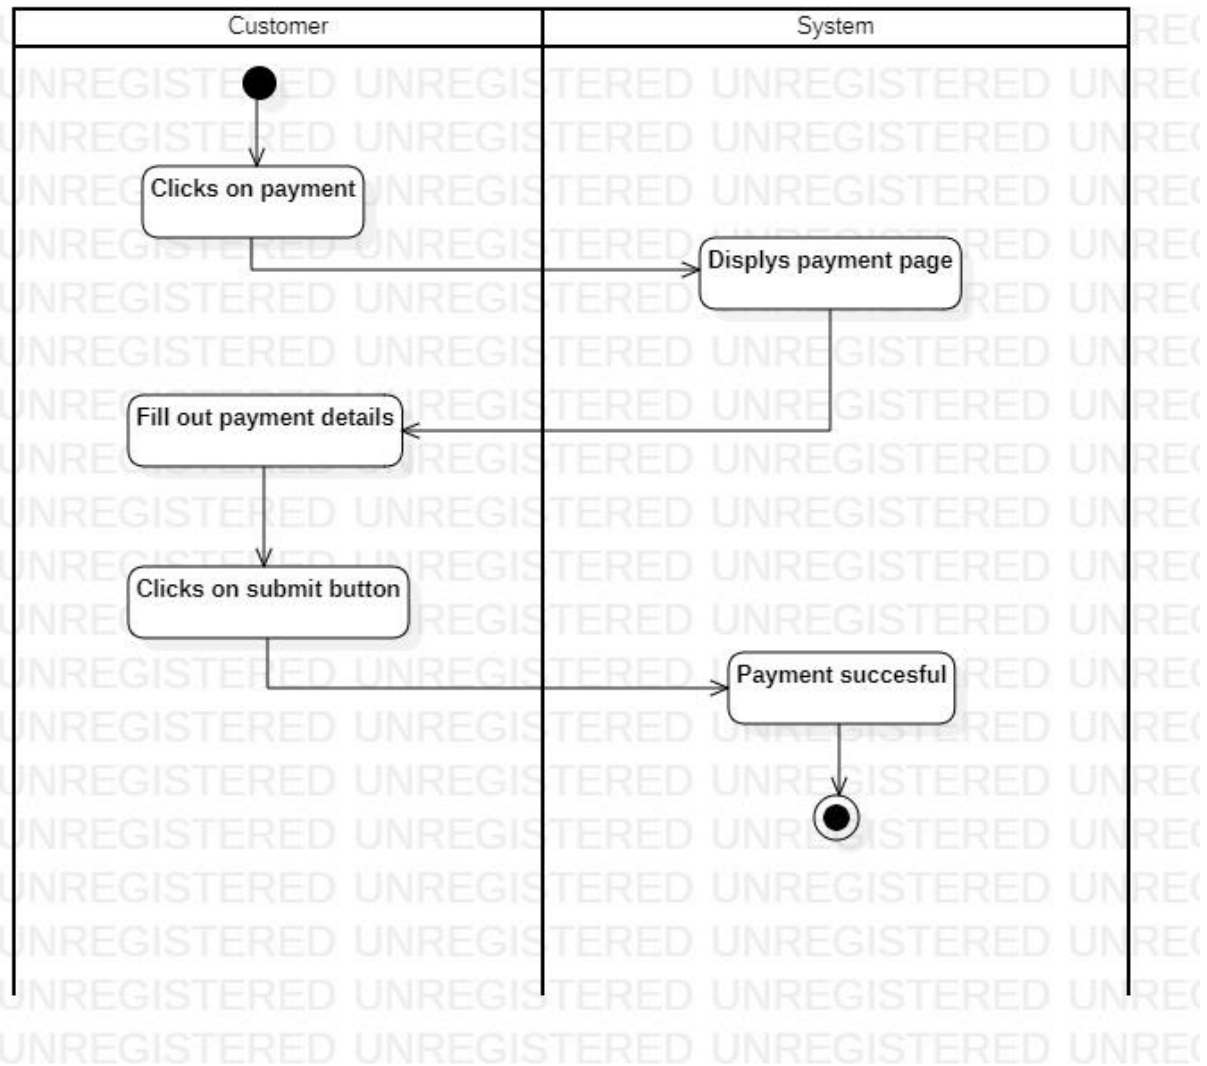 Customer
System
Clicks on payment
Displys payment page
Fill out payment details
Clicks on submit button
Payment succesful
UNREGISTERED